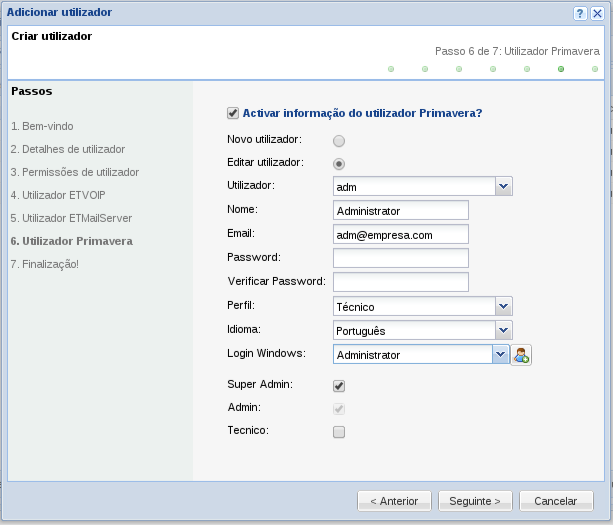 Adicionar utilizador
Criar utilizador
Passo 6 de 7: Utilizador Primavera
Passos
1. Bem-vindo
2. Detalhes de utilizador
3. Permissões de utilizador
4. Utilizador ETVOIP
5. Utilizador ETMailServer
6. Utilizador Primavera
7. Finalização!
Activar informação do utilizador Primavera?
Novo utilizador:
Editar utilizador:
Utilizador: adm
Nome: Administrator
Email: adm@empresa.com
Password:
Verificar Password:
Perfil: Técnico
Idioma: Português
Login Windows: Administrator
Super Admin:
Admin:
Tecnico:
< Anterior Seguinte > Cancelar